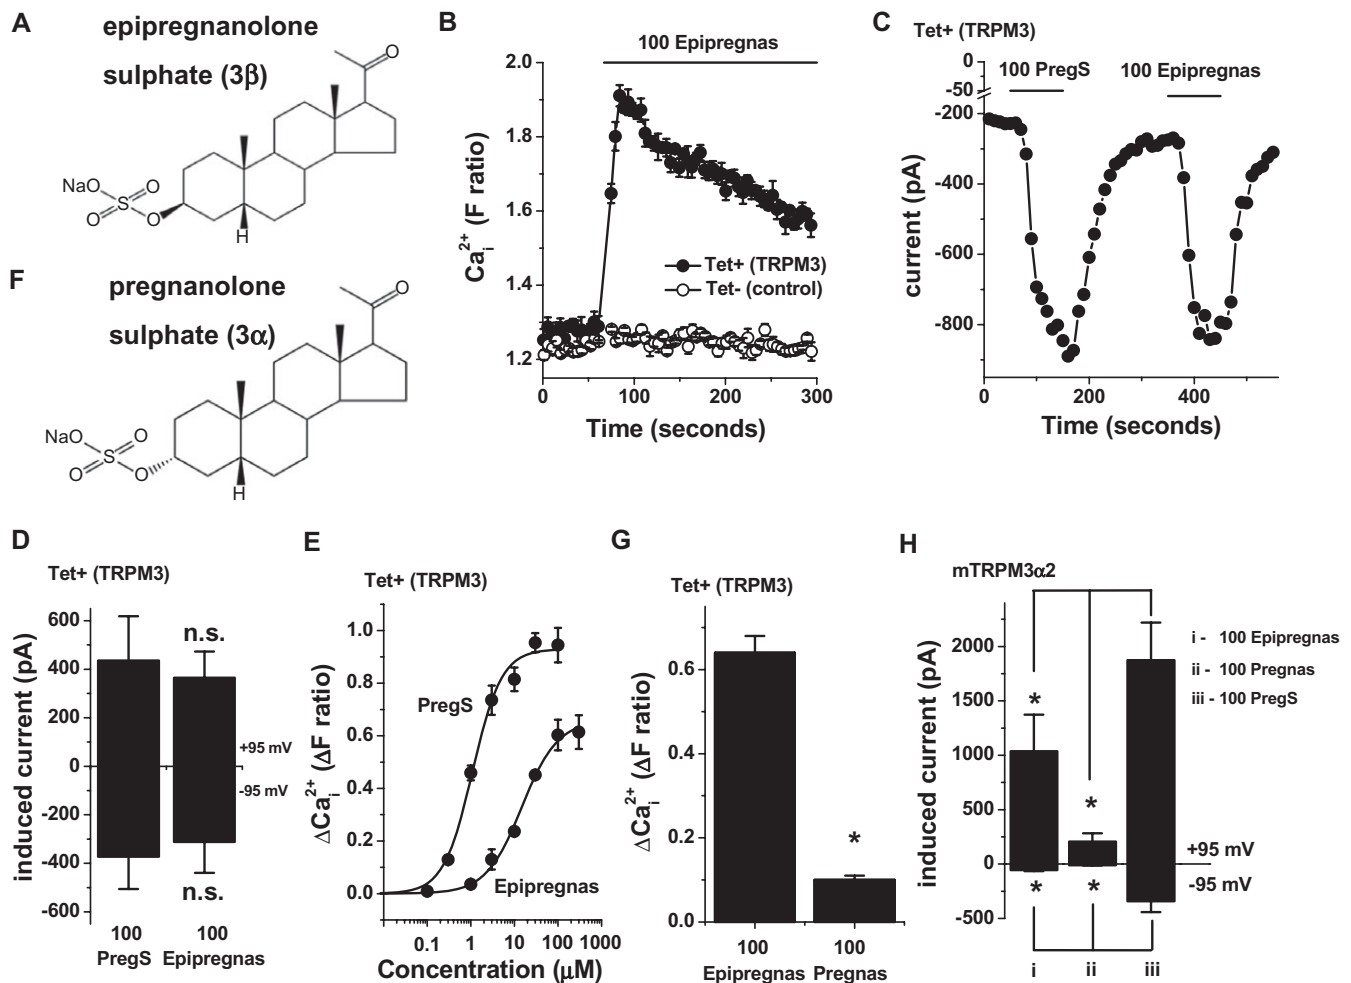 A
epipregnanolone
sulphate (3β)
NaO
O
S
O
O
H
O
F
pregnanolone
sulphate (3α)
NaO
O
S
O
O
H
O
B
100 Epipregnas
2.0
1.8
1.6
1.4
1.2
Ca i 2+ (F ratio)
Tet+ (TRPM3)
Tet- (control)
0
100
200
300
Time (seconds)
C
Tet+ (TRPM3)
100 PregS
100 Epipregnas
0
-50
-200
-400
-600
-800
current (pA)
0
200
400
Time (seconds)
D
Tet+ (TRPM3)
600
400
200
0
-200
-400
-600
induced current (pA)
n.s.
+95 mV
-95 mV
n.s.
100
PregS
100
Epipregnas
E
Tet+ (TRPM3)
1.0
0.8
0.6
0.4
0.2
0.0
ΔCa i 2+ (ΔF ratio)
PregS
Epipregnas
0.1
1
10
100
1000
Concentration (µM)
G
Tet+ (TRPM3)
0.6
0.4
0.2
0.0
ΔCa i 2+ (ΔF ratio)
*
100
Epipregnas
100
Pregnas
H
mTRPM3α2
2000
1500
1000
500
0
-500
induced current (pA)
i - 100 Epipregnas
ii - 100 Pregnas
iii - 100 PregS
*
*
+95 mV
-95 mV
*
*
i
ii
iii